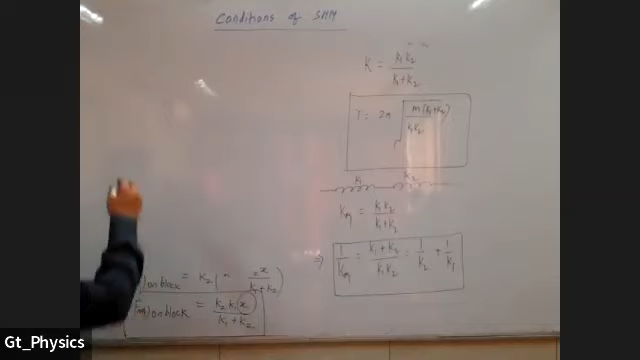 Conditions of SHM
K = k₁k₂ / (k₁+k₂)
T = 2π √(m(k₁+k₂) / k₁k₂)
k₁ k₂
Keq = k₁k₂ / (k₁+k₂)
⇒ 1/Keq = (k₁+k₂) / k₁k₂ = 1/k₂ + 1/k₁
) on block = k₂ (
x / (k₁+k₂) )
) on block = k₂k₁(x) / (k₁+k₂)
Gt_Physics